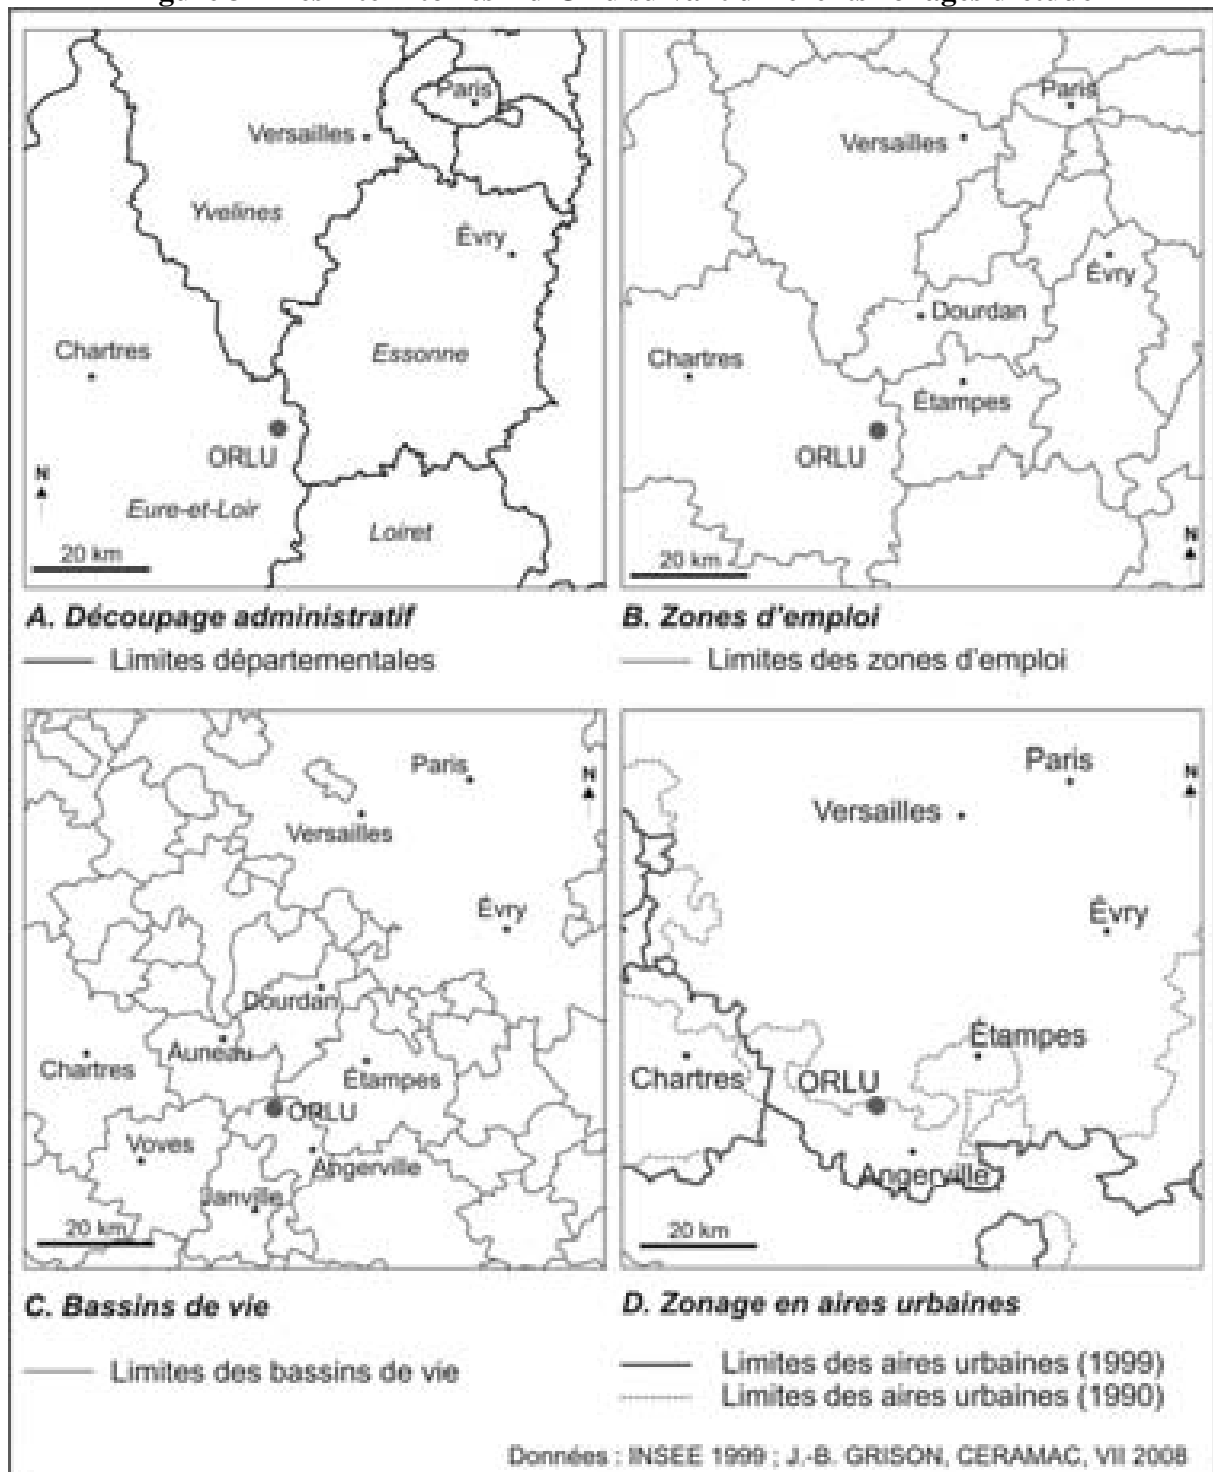 Paris
Versailles
Yvelines
Évry
Chartres
Essonne
ORLU
N
Eure-et-Loir
Loiret
20 km
A. Découpage administratif
Limites départementales
Paris
Versailles
Évry
Dourdan
Chartres
Étampes
ORLU
N
20 km
B. Zones d'emploi
Limites des zones d'emploi
Paris
N
Versailles
Évry
Dourdan
Auneau
Chartres
Étampes
ORLU
Voves
Angerville
Janville
20 km
C. Bassins de vie
Limites des bassins de vie
Paris
N
Versailles
Évry
Étampes
Chartres
ORLU
Angerville
20 km
D. Zonage en aires urbaines
Limites des aires urbaines (1999)
Limites des aires urbaines (1990)
Données : INSEE 1999 ; J.-B. GRISON, CERAMAC, VII 2008